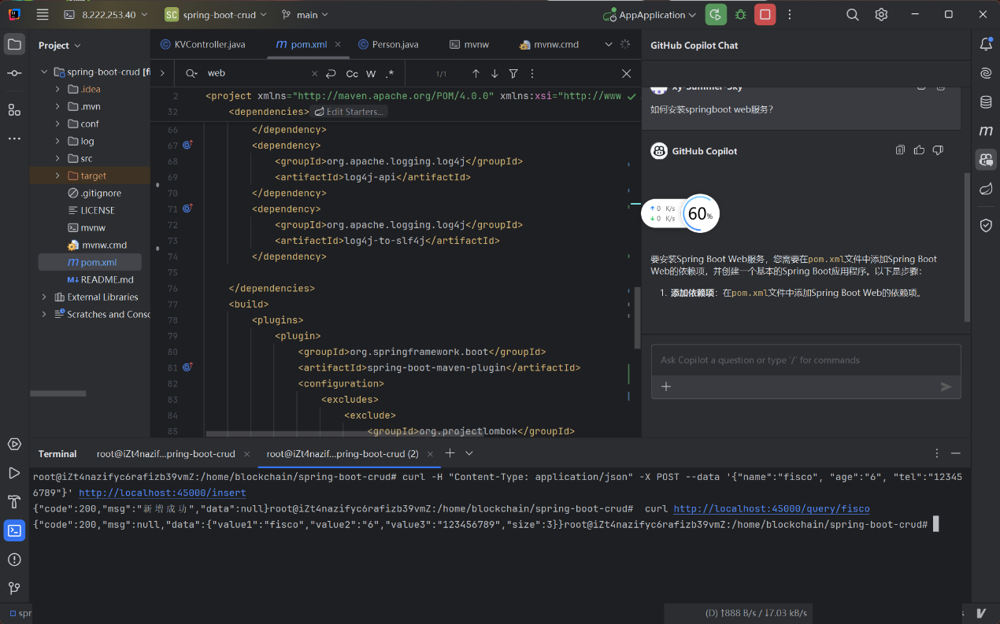 8.222.253.40
SC spring-boot-crud
main
AppApplication
Project
KVController.java
pom.xml
Person.java
mvnw
mvnw.cmd
GitHub Copilot Chat
spring-boot-crud [fi
.idea
.mvn
conf
log
src
target
.gitignore
LICENSE
mvnw
mvnw.cmd
pom.xml
README.md
External Libraries
Scratches and Consc
web
Cc W .*
1/1
2 <project xmlns="http://maven.apache.org/POM/4.0.0" xmlns:xsi="http://www
32 <dependencies> Edit Starters...
66 </dependency>
67 <dependency>
68 <groupId>org.apache.logging.log4j</groupId>
69 <artifactId>log4j-api</artifactId>
70 </dependency>
71 <dependency>
72 <groupId>org.apache.logging.log4j</groupId>
73 <artifactId>log4j-to-slf4j</artifactId>
74 </dependency>
75
76 </dependencies>
77 <build>
78 <plugins>
79 <plugin>
80 <groupId>org.springframework.boot</groupId>
81 <artifactId>spring-boot-maven-plugin</artifactId>
82 <configuration>
83 <excludes>
84 <exclude>
85 <groupId>org.projectlombok</groupId>
xy-Summer-Sky
如何安装springboot web服务？
GitHub Copilot
↑ 0 K/s
↓ 0 K/s
60%
要安装Spring Boot Web服务，您需要在pom.xml文件中添加Spring Boot
Web的依赖项，并创建一个基本的Spring Boot应用程序。以下是步骤：
1. 添加依赖项：在pom.xml文件中添加Spring Boot Web的依赖项。
Ask Copilot a question or type '/' for commands
Terminal
root@iZt4nazif...pring-boot-crud
root@iZt4nazif...pring-boot-crud (2)
root@iZt4nazifyc6rafizb39vmZ:/home/blockchain/spring-boot-crud# curl -H "Content-Type: application/json" -X POST --data '{"name":"fisco", "age":"6", "tel":"12345
6789"}' http://localhost:45000/insert
{"code":200,"msg":"新增成功","data":null}root@iZt4nazifyc6rafizb39vmZ:/home/blockchain/spring-boot-crud#  curl http://localhost:45000/query/fisco
{"code":200,"msg":null,"data":{"value1":"fisco","value2":"6","value3":"123456789","size":3}}root@iZt4nazifyc6rafizb39vmZ:/home/blockchain/spring-boot-crud#
spr
(D) ↑888 B/s / ↓7.03 kB/s